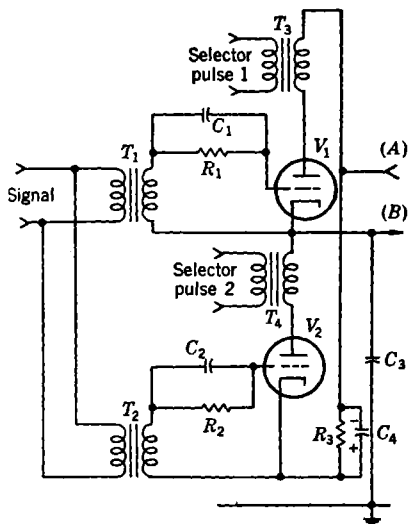 T3
Selector
pulse 1
C1
R1
V1
T1
Signal
(A)
(B)
Selector
pulse 2
T4
V2
C2
R2
T2
C3
R3
C4
−
+